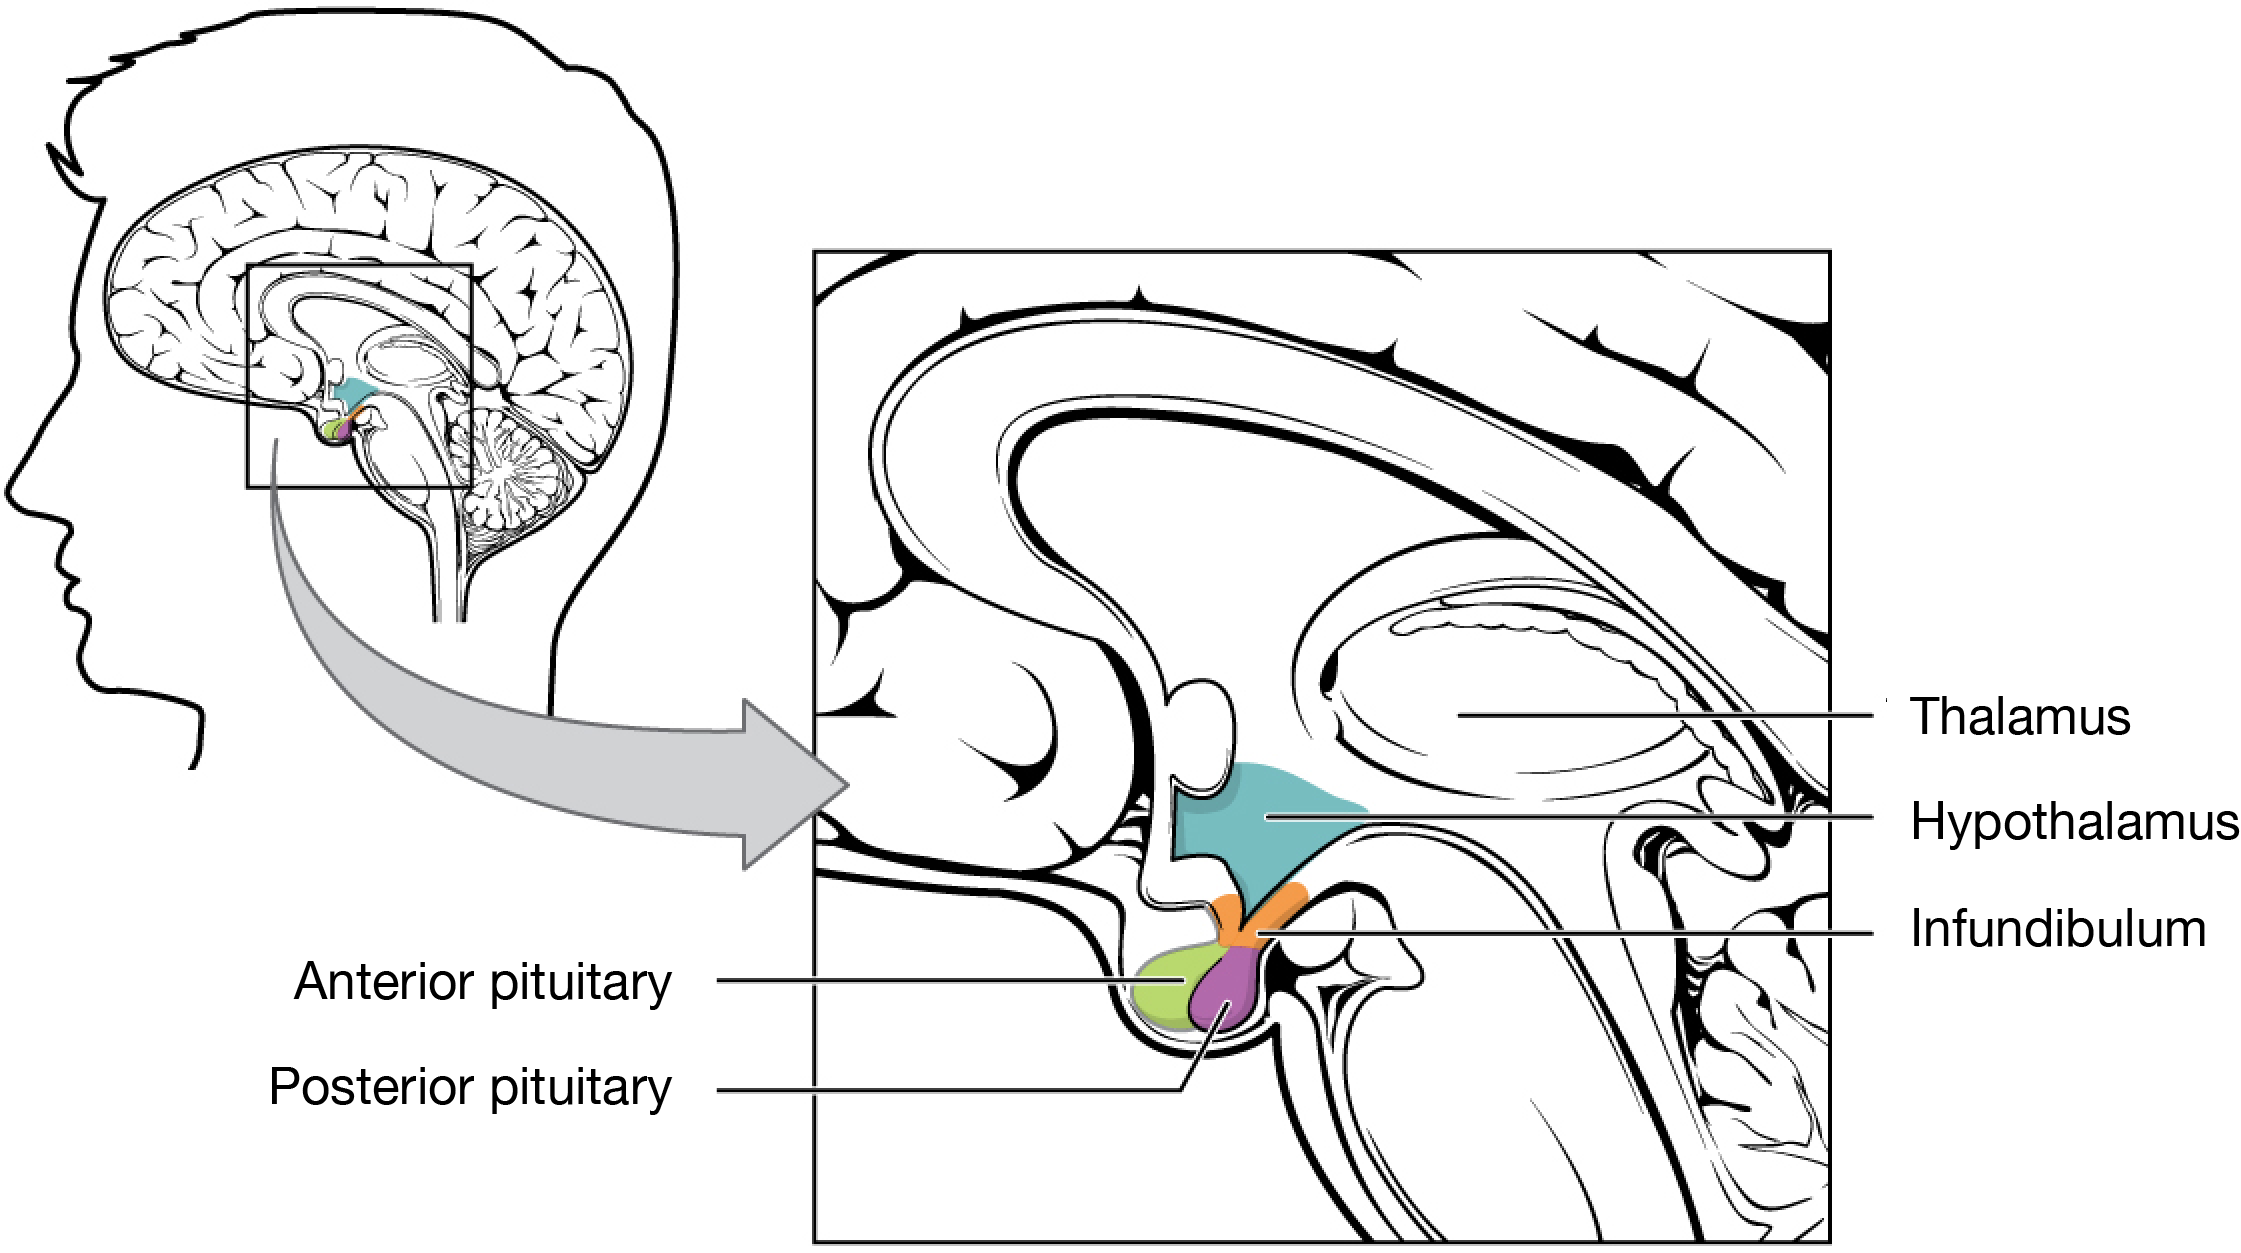 Thalamus
Hypothalamus
Infundibulum
Anterior pituitary
Posterior pituitary